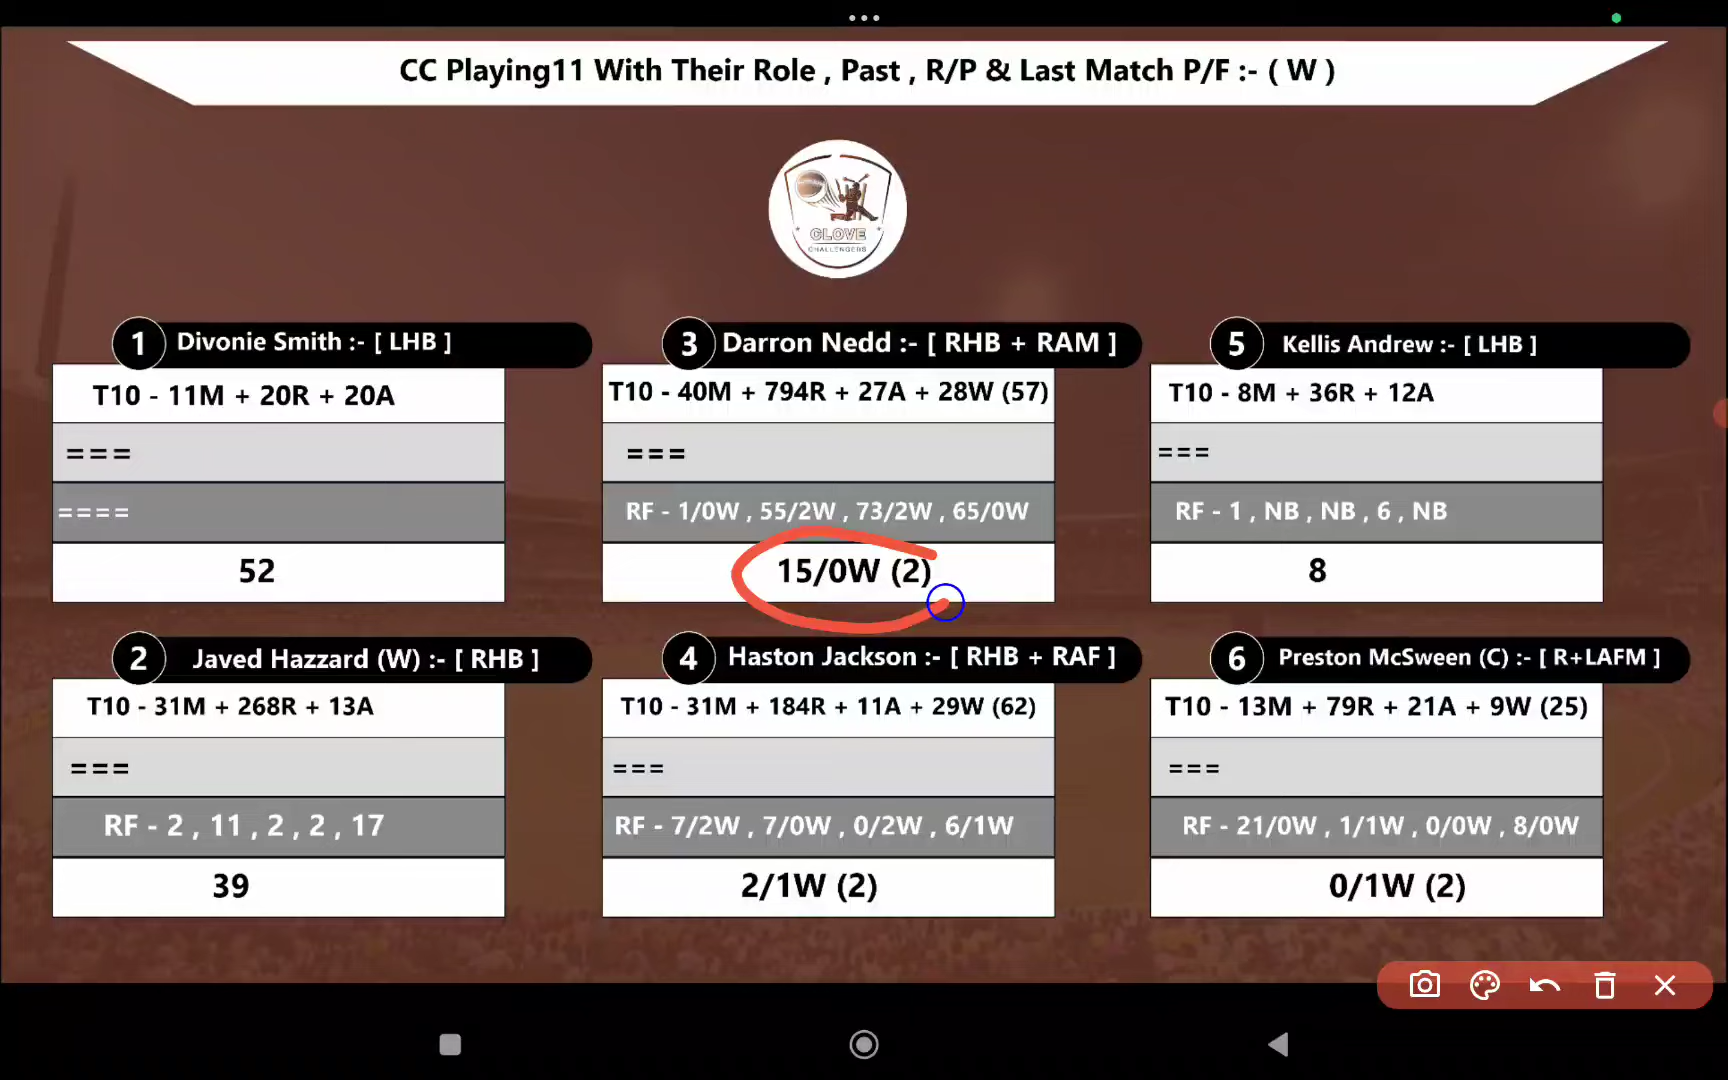 CC Playing11 With Their Role , Past , R/P & Last Match P/F :- ( W )
CLOVE
CHALLENGERS
1 Divonie Smith :- [ LHB ]
T10 - 11M + 20R + 20A
===
====
52
2 Javed Hazzard (W) :- [ RHB ]
T10 - 31M + 268R + 13A
===
RF - 2 , 11 , 2 , 2 , 17
39
3 Darron Nedd :- [ RHB + RAM ]
T10 - 40M + 794R + 27A + 28W (57)
===
RF - 1/0W , 55/2W , 73/2W , 65/0W
15/0W (2)
4 Haston Jackson :- [ RHB + RAF ]
T10 - 31M + 184R + 11A + 29W (62)
===
RF - 7/2W , 7/0W , 0/2W , 6/1W
2/1W (2)
5 Kellis Andrew :- [ LHB ]
T10 - 8M + 36R + 12A
===
RF - 1 , NB , NB , 6 , NB
8
6 Preston McSween (C) :- [ R+LAFM ]
T10 - 13M + 79R + 21A + 9W (25)
===
RF - 21/0W , 1/1W , 0/0W , 8/0W
0/1W (2)